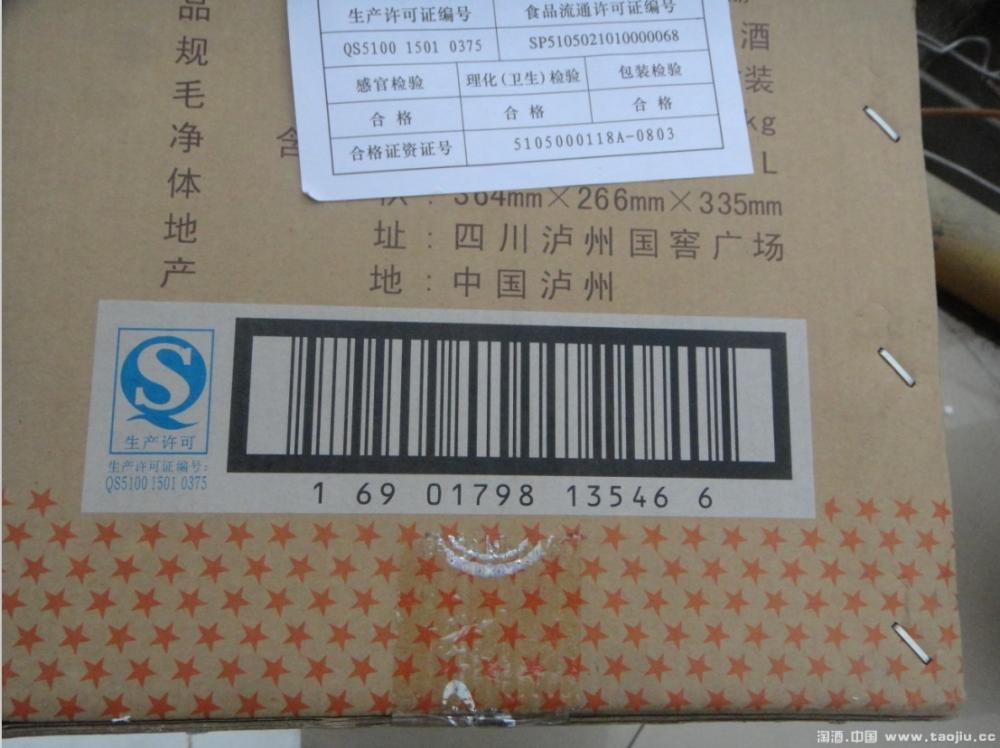 生产许可证编号 食品流通许可证编号
QS5100 1501 0375 SP5105021010000068
感官检验 理化(卫生)检验 包装检验
合格 合格 合格
合格证资证号 5105000118A-0803
品 酒
规 装
毛 kg
净 含 L
体 364mm×266mm×335mm
地 址:四川泸州国窖广场
产 地:中国泸州
生产许可
生产许可证编号:
QS5100 1501 0375
1 69 01798 13546 6
淘酒.中国 www.taojiu.cc